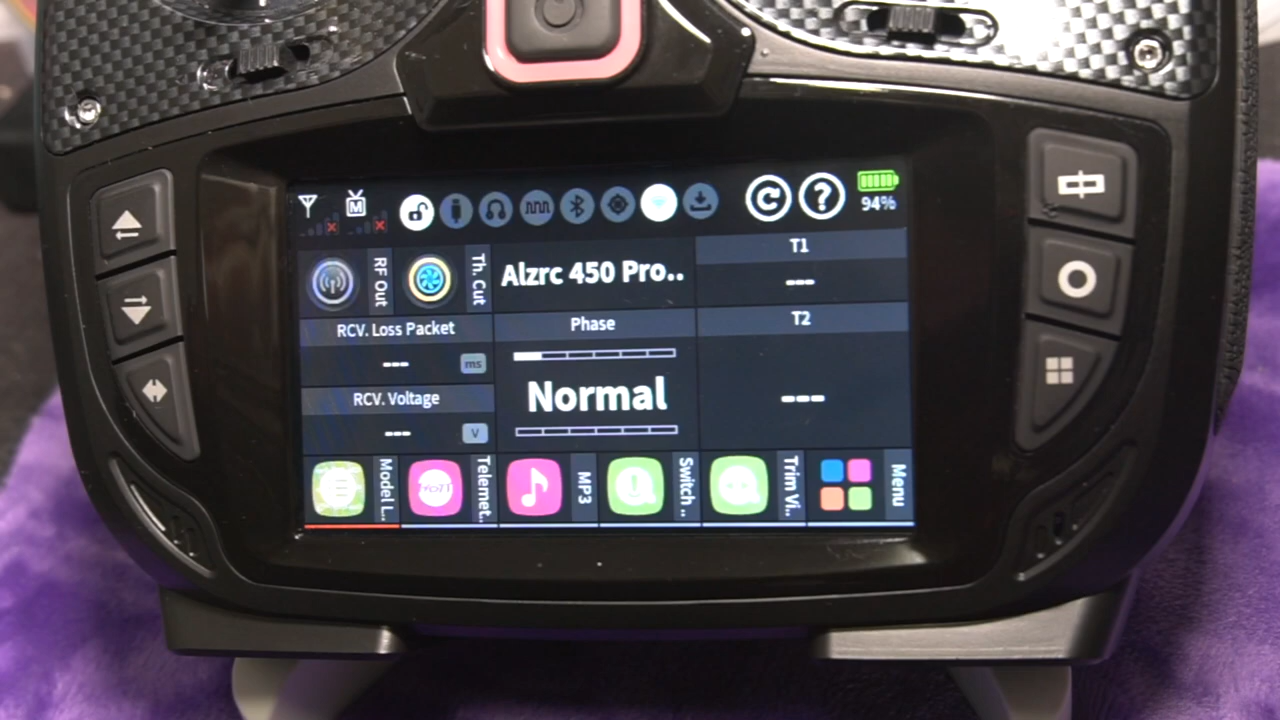 M
94%
RF Out
Th. Cut
Alzrc 450 Pro..
T1
---
RCV. Loss Packet
Phase
T2
---
ms
Normal
---
RCV. Voltage
---
V
Model L..
HoTT
Telemet..
MP3
Switch ..
Trim Vi..
Menu